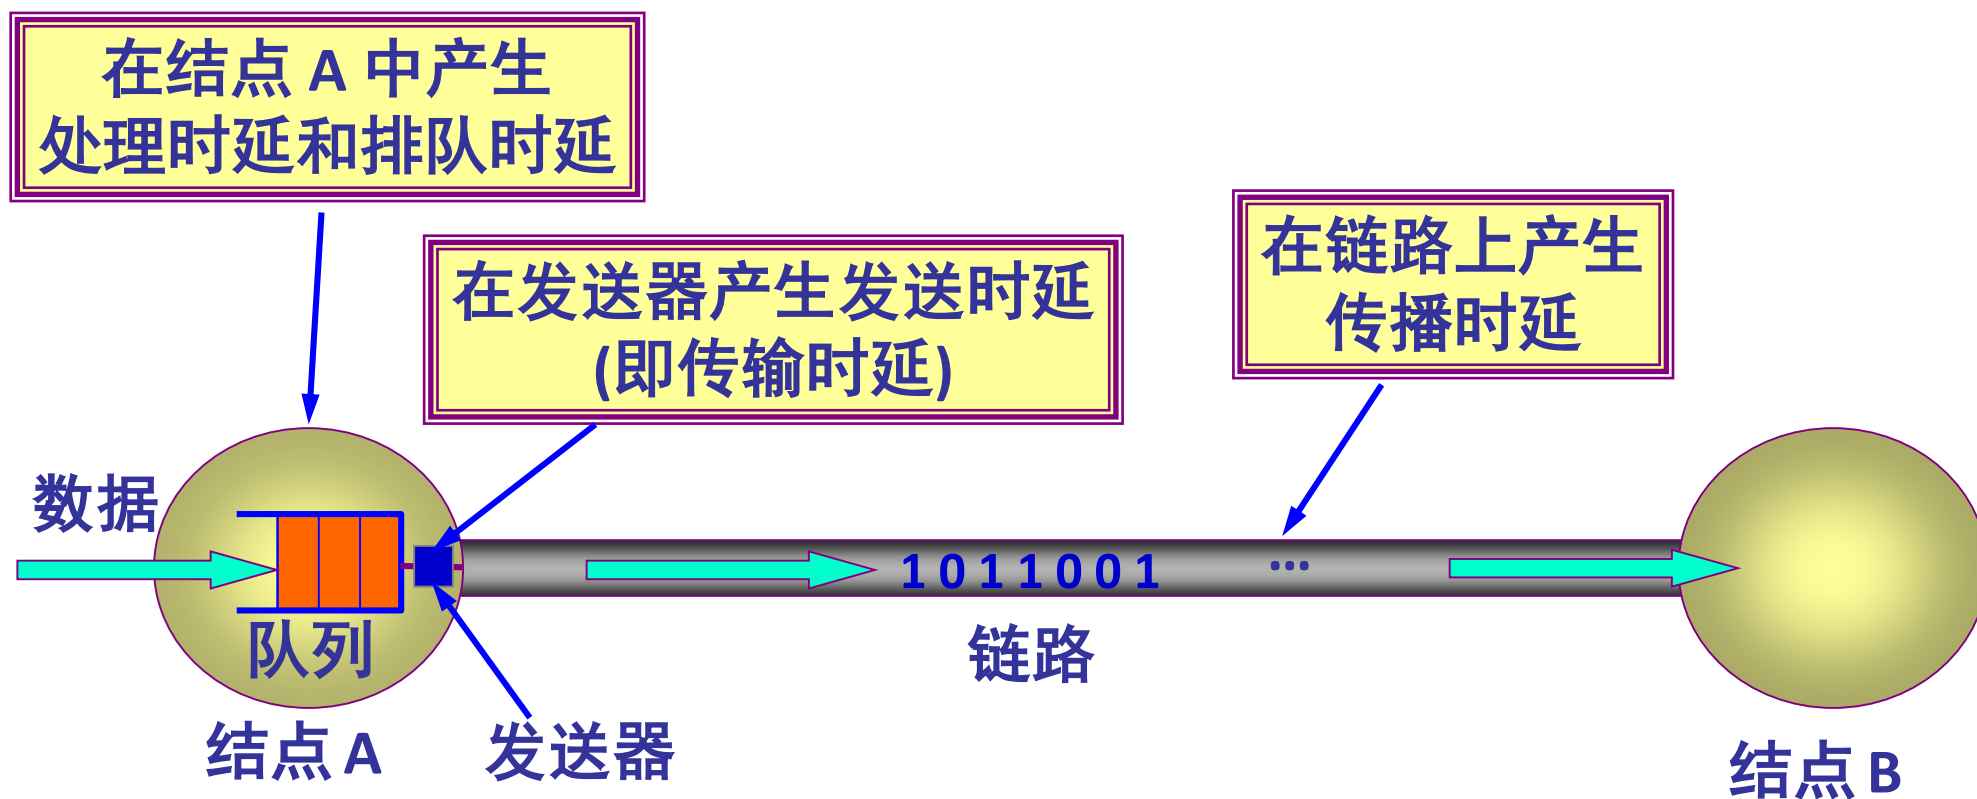 在结点 A 中产生
处理时延和排队时延
在发送器产生发送时延
(即传输时延)
在链路上产生
传播时延
数据
1 0 1 1 0 0 1 …
队列
链路
结点 A
发送器
结点 B